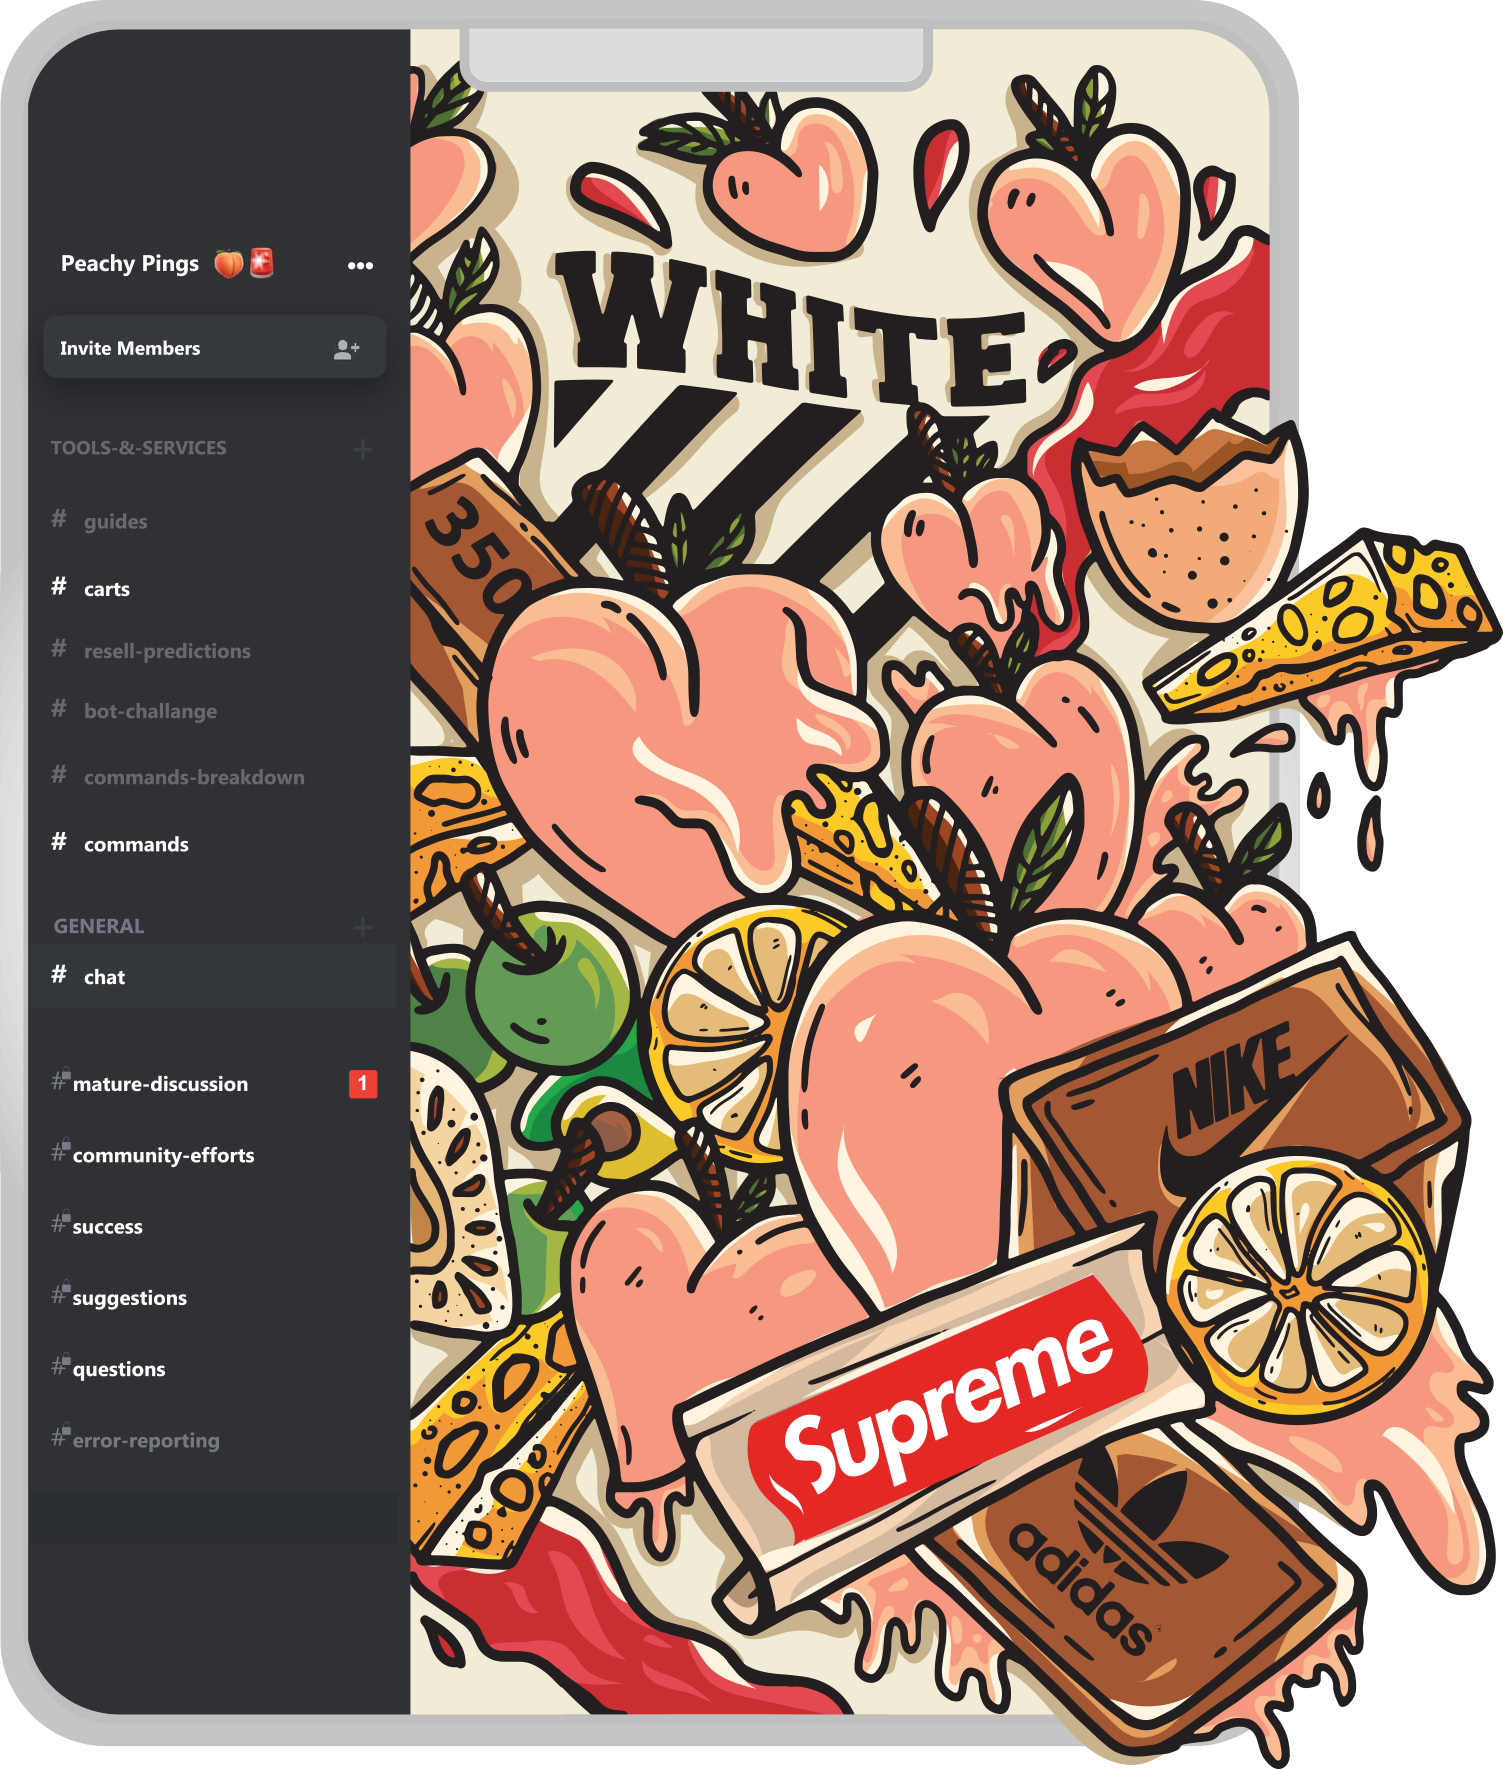 Peachy Pings 🍑🚨
Invite Members
TOOLS-&-SERVICES
# guides
# carts
# resell-predictions
# bot-challange
# commands-breakdown
# commands
GENERAL
# chat
# mature-discussion 1
# community-efforts
# success
# suggestions
# questions
# error-reporting
WHITE
350
NIKE
Supreme
adidas